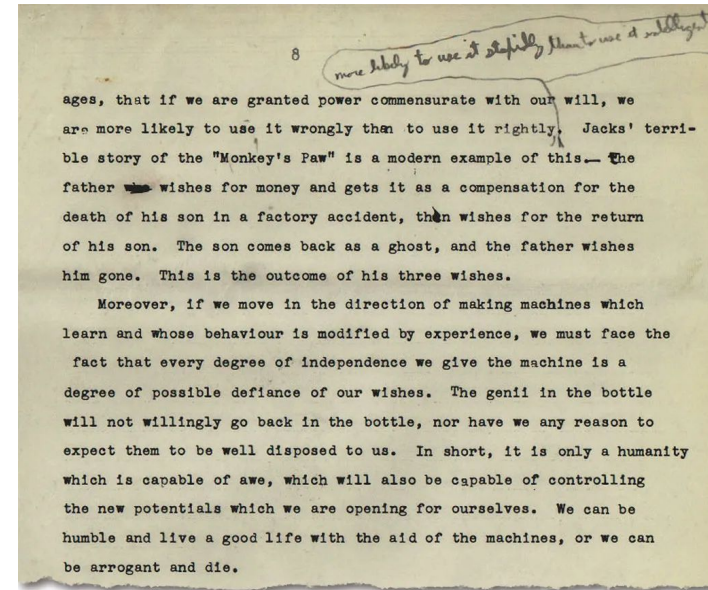 8
more likely to use it stupidly than to use it intelligent
ages, that if we are granted power commensurate with our will, we
are more likely to use it wrongly than to use it rightly. Jacks' terri-
ble story of the "Monkey's Paw" is a modern example of this— the
father wishes for money and gets it as a compensation for the
death of his son in a factory accident, then wishes for the return
of his son. The son comes back as a ghost, and the father wishes
him gone. This is the outcome of his three wishes.
Moreover, if we move in the direction of making machines which
learn and whose behaviour is modified by experience, we must face the
fact that every degree of independence we give the machine is a
degree of possible defiance of our wishes. The genii in the bottle
will not willingly go back in the bottle, nor have we any reason to
expect them to be well disposed to us. In short, it is only a humanity
which is capable of awe, which will also be capable of controlling
the new potentials which we are opening for ourselves. We can be
humble and live a good life with the aid of the machines, or we can
be arrogant and die.